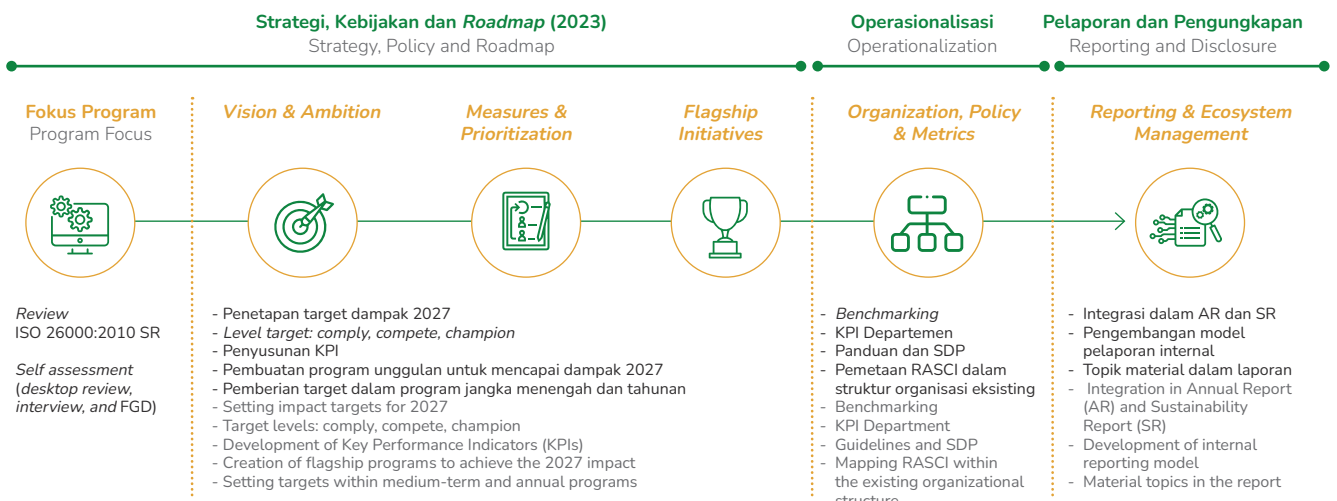 Strategi, Kebijakan dan Roadmap (2023)
Strategy, Policy and Roadmap
Operasionalisasi
Operationalization
Pelaporan dan Pengungkapan
Reporting and Disclosure
Fokus Program
Program Focus
Vision & Ambition
Measures &
Prioritization
Flagship
Initiatives
Organization, Policy
& Metrics
Reporting & Ecosystem
Management
Review
ISO 26000:2010 SR
Self assessment
(desktop review,
interview, and FGD)
- Penetapan target dampak 2027
- Level target: comply, compete, champion
- Penyusunan KPI
- Pembuatan program unggulan untuk mencapai dampak 2027
- Pemberian target dalam program jangka menengah dan tahunan
- Setting impact targets for 2027
- Target levels: comply, compete, champion
- Development of Key Performance Indicators (KPIs)
- Creation of flagship programs to achieve the 2027 impact
- Setting targets within medium-term and annual programs
- Benchmarking
- KPI Departemen
- Panduan dan SDP
- Pemetaan RASCI dalam
struktur organisasi eksisting
- Benchmarking
- KPI Department
- Guidelines and SDP
- Mapping RASCI within
the existing organizational
structure
- Integrasi dalam AR dan SR
- Pengembangan model
pelaporan internal
- Topik material dalam laporan
- Integration in Annual Report
(AR) and Sustainability
Report (SR)
- Development of internal
reporting model
- Material topics in the report